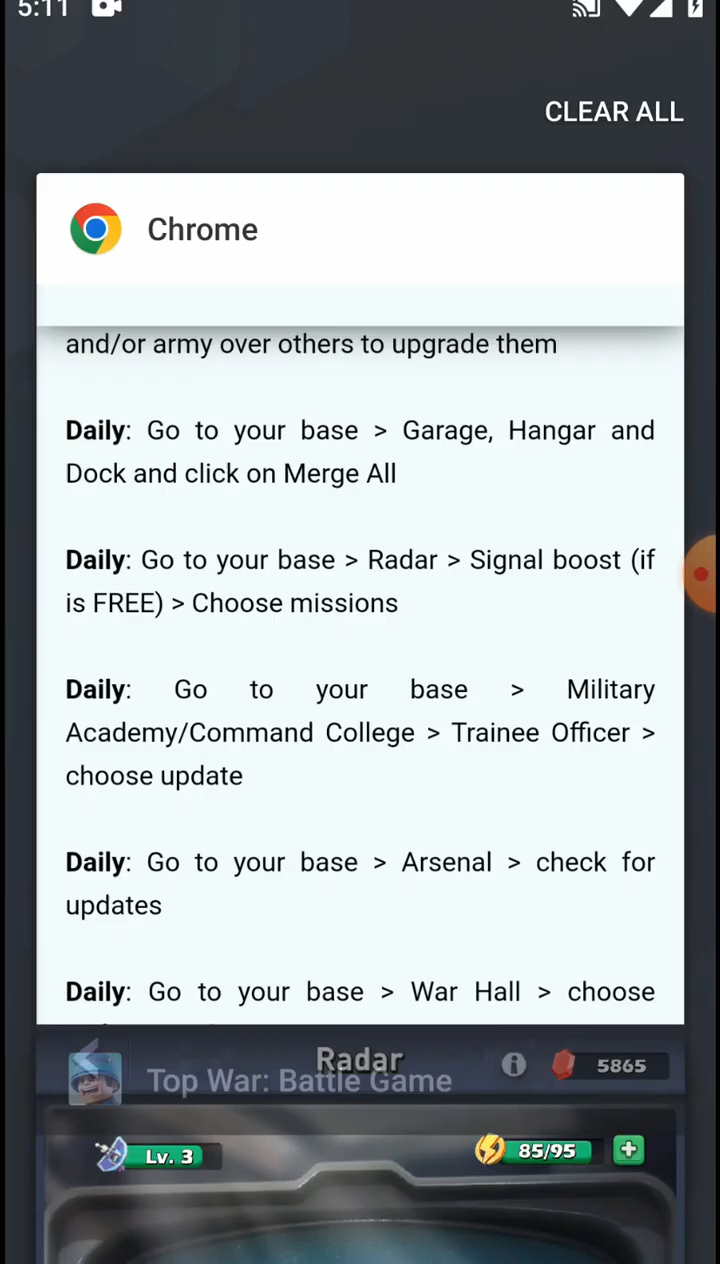 5:11
CLEAR ALL
Chrome
and/or army over others to upgrade them
Daily: Go to your base > Garage, Hangar and
Dock and click on Merge All
Daily: Go to your base > Radar > Signal boost (if
is FREE) > Choose missions
Daily: Go to your base > Military
Academy/Command College > Trainee Officer >
choose update
Daily: Go to your base > Arsenal > check for
updates
Daily: Go to your base > War Hall > choose
Radar
5865
Top War: Battle Game
Lv. 3
85/95